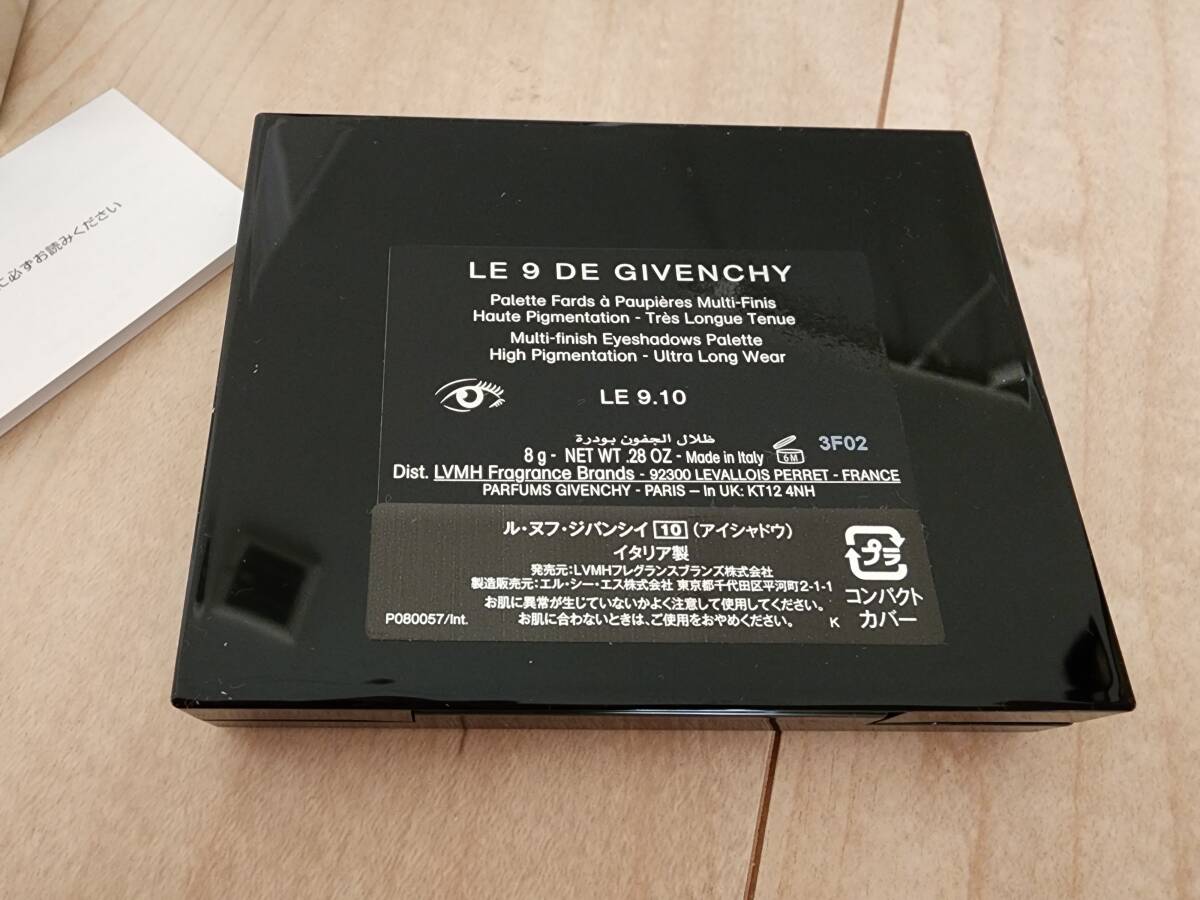 に必ずお読みください
LE 9 DE GIVENCHY
Palette Fards à Paupières Multi-Finis
Haute Pigmentation - Très Longue Tenue
Multi-finish Eyeshadows Palette
High Pigmentation - Ultra Long Wear
LE 9.10
ظلال الجفون بودرة
8 g - NET WT .28 OZ - Made in Italy 6M 3F02
Dist. LVMH Fragrance Brands - 92300 LEVALLOIS PERRET - FRANCE
PARFUMS GIVENCHY - PARIS – In UK: KT12 4NH
ル・ヌフ・ジバンシイ 10 (アイシャドウ)
イタリア製
発売元:LVMHフレグランスブランズ株式会社
製造販売元:エル・シー・エス株式会社 東京都千代田区平河町2-1-1
お肌に異常が生じていないかよく注意して使用してください。
P080057/Int. お肌に合わないときは、ご使用をおやめください。 K
プラ
コンパクト
カバー